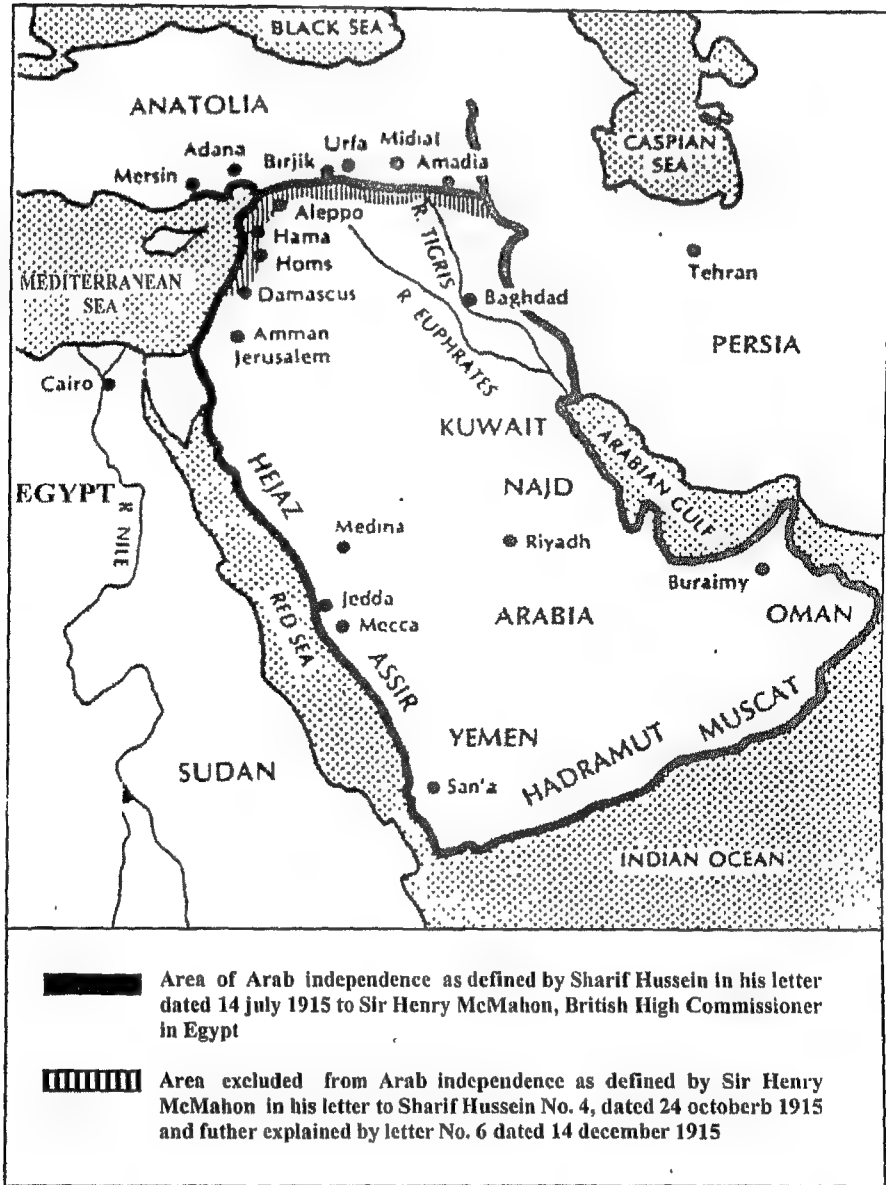 BLACK SEA
ANATOLIA
CASPIAN
SEA
Adana
Urfa
Midiat
Mersin
Birjik
Amadia
Aleppo
Hama
Homs
R. TIGRIS
Tehran
MEDITERRANEAN
SEA
Damascus
Baghdad
Amman
Jerusalem
R. EUPHRATES
PERSIA
Cairo
KUWAIT
ARABIAN GULF
EGYPT
R. NILE
HEJAZ
NAJD
Medina
Riyadh
Buraimy
RED SEA
Jedda
Mecca
ARABIA
OMAN
ASSIR
YEMEN
HADRAMUT
MUSCAT
SUDAN
San'a
INDIAN OCEAN
Area of Arab independence as defined by Sharif Hussein in his letter
dated 14 july 1915 to Sir Henry McMahon, British High Commissioner
in Egypt
Area excluded from Arab independence as defined by Sir Henry
McMahon in his letter to Sharif Hussein No. 4, dated 24 octoberb 1915
and futher explained by letter No. 6 dated 14 december 1915